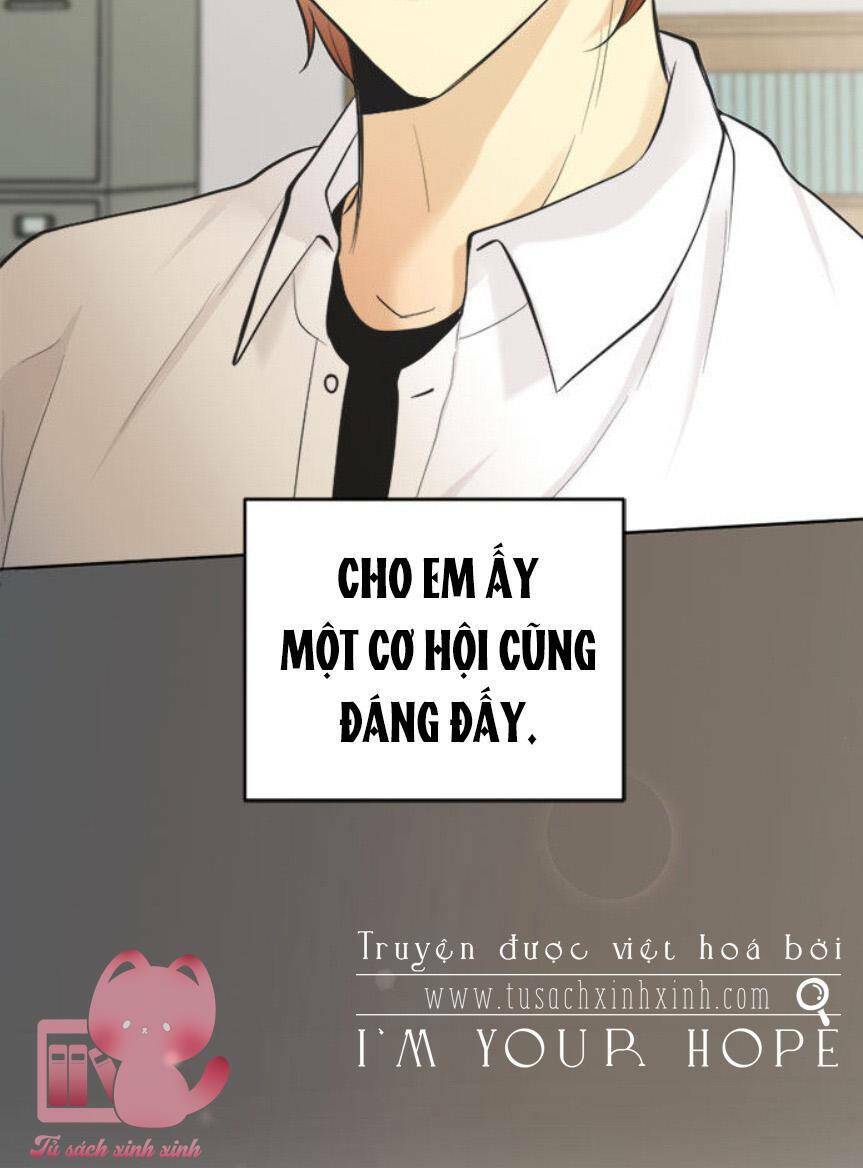 CHO EM ẤY
MỘT CƠ HỘI CŨNG
ĐÁNG ĐẤY.
Truyện được việt hoá bởi
www.tusachxinhxinh.com
I'M YOUR HOPE
Tủ sách xinh xinh